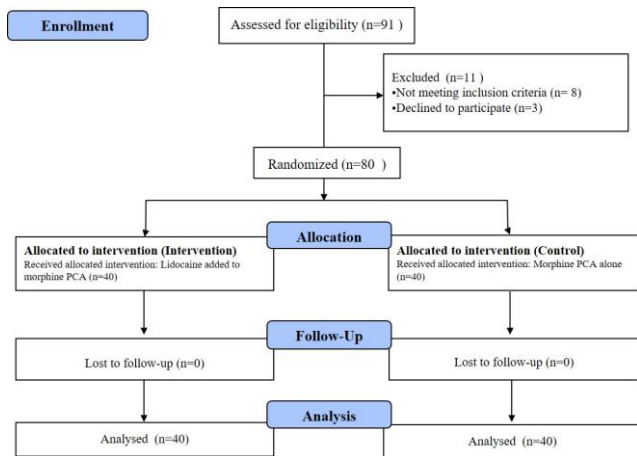 Enrollment
Assessed for eligibility (n=91 )
Excluded (n=11 )
•Not meeting inclusion criteria (n= 8)
•Declined to participate (n=3)
Randomized (n=80 )
Allocation
Allocated to intervention (Intervention)
Received allocated intervention: Lidocaine added to
morphine PCA (n=40)
Allocated to intervention (Control)
Received allocated intervention: Morphine PCA alone
(n=40)
Follow-Up
Lost to follow-up (n=0)
Lost to follow-up (n=0)
Analysis
Analysed (n=40)
Analysed (n=40)